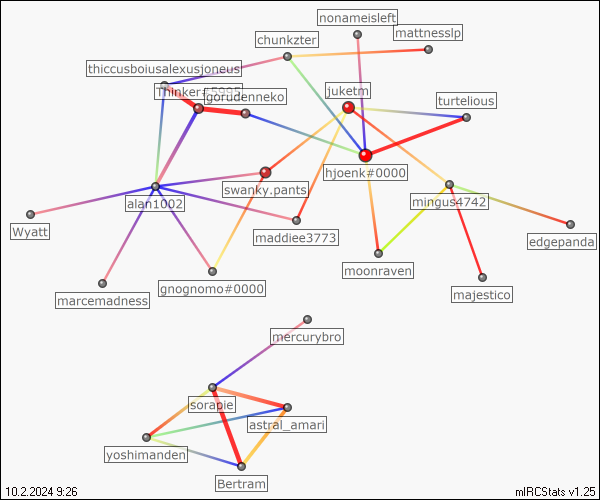 nonameisleft
mattnesslp
chunkzter
thiccusboiusalexusjoneus
Thinker
gorudenneko
juketm
turtelious
hjoenk#0000
swanky.pants
alan1002
mingus4742
Wyatt
maddiee3773
edgepanda
moonraven
marcemadness
gnognomo#0000
majestico
mercurybro
sorapie
astral_amari
yoshimanden
Bertram
10.2.2024 9:26
mIRCStats v1.25